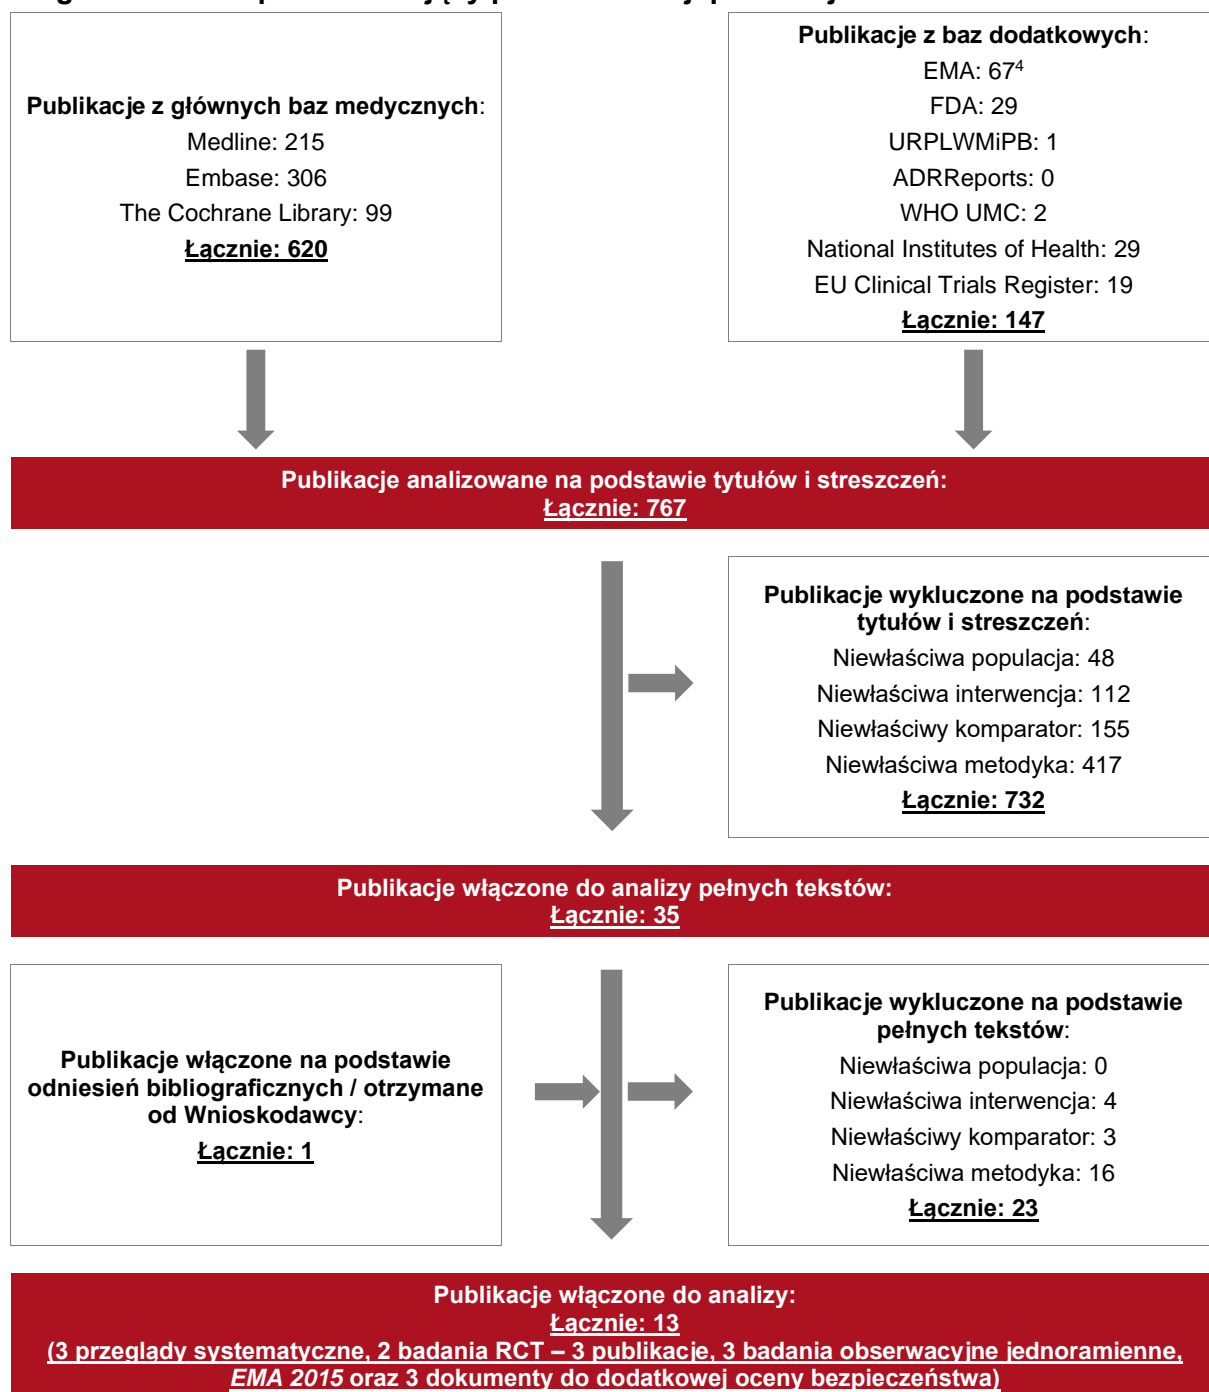 Publikacje z głównych baz medycznych:
Medline: 215
Embase: 306
The Cochrane Library: 99
Łącznie: 620
Publikacje z baz dodatkowych:
EMA: 67⁴
FDA: 29
URPLWMiPB: 1
ADRReports: 0
WHO UMC: 2
National Institutes of Health: 29
EU Clinical Trials Register: 19
Łącznie: 147
Publikacje analizowane na podstawie tytułów i streszczeń:
Łącznie: 767
Publikacje wykluczone na podstawie
tytułów i streszczeń:
Niewłaściwa populacja: 48
Niewłaściwa interwencja: 112
Niewłaściwy komparator: 155
Niewłaściwa metodyka: 417
Łącznie: 732
Publikacje włączone do analizy pełnych tekstów:
Łącznie: 35
Publikacje włączone na podstawie
odniesień bibliograficznych / otrzymane
od Wnioskodawcy:
Łącznie: 1
Publikacje wykluczone na podstawie
pełnych tekstów:
Niewłaściwa populacja: 0
Niewłaściwa interwencja: 4
Niewłaściwy komparator: 3
Niewłaściwa metodyka: 16
Łącznie: 23
Publikacje włączone do analizy:
Łącznie: 13
(3 przeglądy systematyczne, 2 badania RCT – 3 publikacje, 3 badania obserwacyjne jednoramienne,
EMA 2015 oraz 3 dokumenty do dodatkowej oceny bezpieczeństwa)